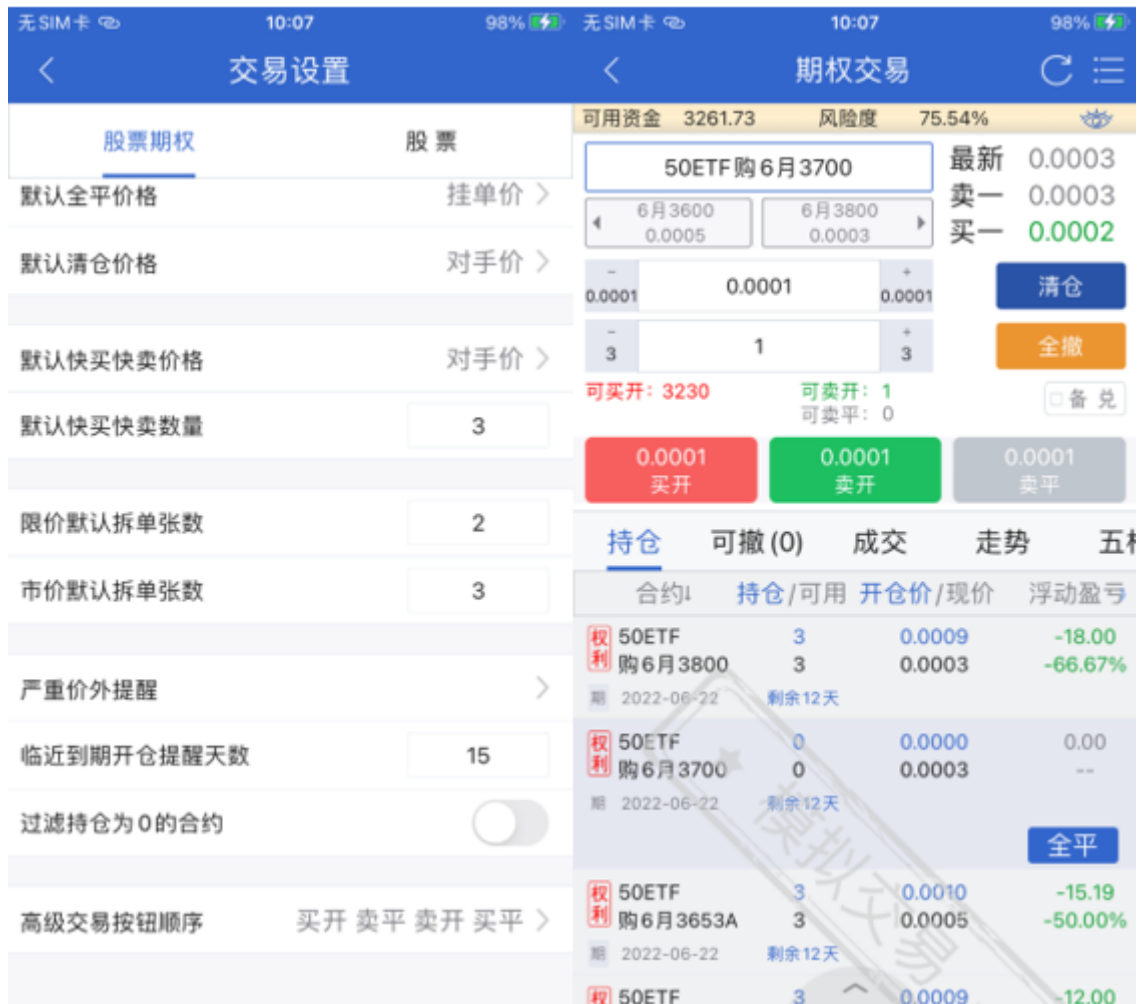 无SIM卡 10:07 98%
交易设置
股票期权 股 票
默认全平价格 挂单价
默认清仓价格 对手价
默认快买快卖价格 对手价
默认快买快卖数量 3
限价默认拆单张数 2
市价默认拆单张数 3
严重价外提醒
临近到期开仓提醒天数 15
过滤持仓为0的合约
高级交易按钮顺序 买开 卖平 卖开 买平
无SIM卡 10:07 98%
期权交易
可用资金 3261.73 风险度 75.54%
50ETF购6月3700
最新 0.0003
卖一 0.0003
买一 0.0002
6月3600 6月3800
0.0005 0.0003
- 0.0001 0.0001 + 0.0001
清仓
- 3 1 + 3
全撤
可买开: 3230 可卖开: 1
可卖平: 0
备 兑
0.0001 0.0001 0.0001
买开 卖开 卖平
持仓 可撤(0) 成交 走势
合约↓ 持仓/可用 开仓价/现价 浮动盈亏
权利 50ETF 3 0.0009 -18.00
购6月3800 3 0.0003 -66.67%
期 2022-06-22 剩余12天
权利 50ETF 0 0.0000 0.00
购6月3700 0 0.0003 --
期 2022-06-22 剩余12天
全平
权利 50ETF 3 0.0010 -15.19
购6月3653A 3 0.0005 -50.00%
期 2022-06-22 剩余12天
权 50ETF 3 0.0009 -12.00
模拟交易